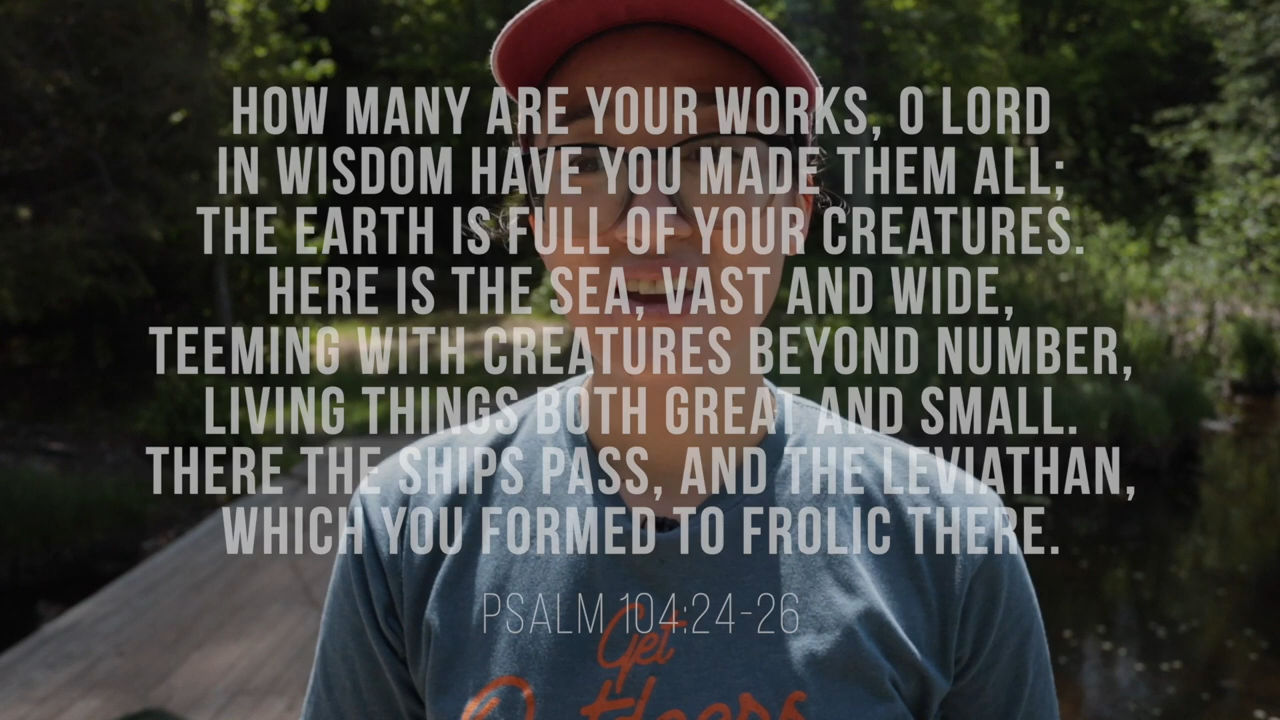 HOW MANY ARE YOUR WORKS, O LORD
IN WISDOM HAVE YOU MADE THEM ALL;
THE EARTH IS FULL OF YOUR CREATURES.
HERE IS THE SEA, VAST AND WIDE,
TEEMING WITH CREATURES BEYOND NUMBER,
LIVING THINGS BOTH GREAT AND SMALL.
THERE THE SHIPS PASS, AND THE LEVIATHAN,
WHICH YOU FORMED TO FROLIC THERE.
PSALM 104:24-26
Get
Outdoors